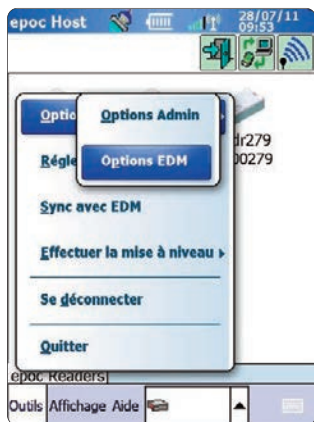 epoc Host
28/07/11
09:53
Options Admin
Optio
Options EDM
dr279
Régle
00279
Sync avec EDM
Effectuer la mise à niveau
Se déconnecter
Quitter
epoc Readers
Outils Affichage Aide